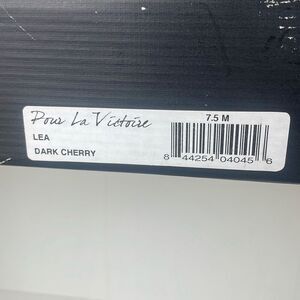 Pour La Victoire
LEA
DARK CHERRY
7.5 M
8 44254 04045 6